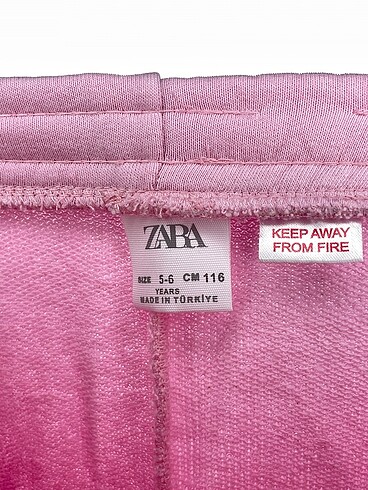 ZARA
SIZE 5-6 CM 116
YEARS
MADE IN TÜRKİYE
KEEP AWAY
FROM FIRE